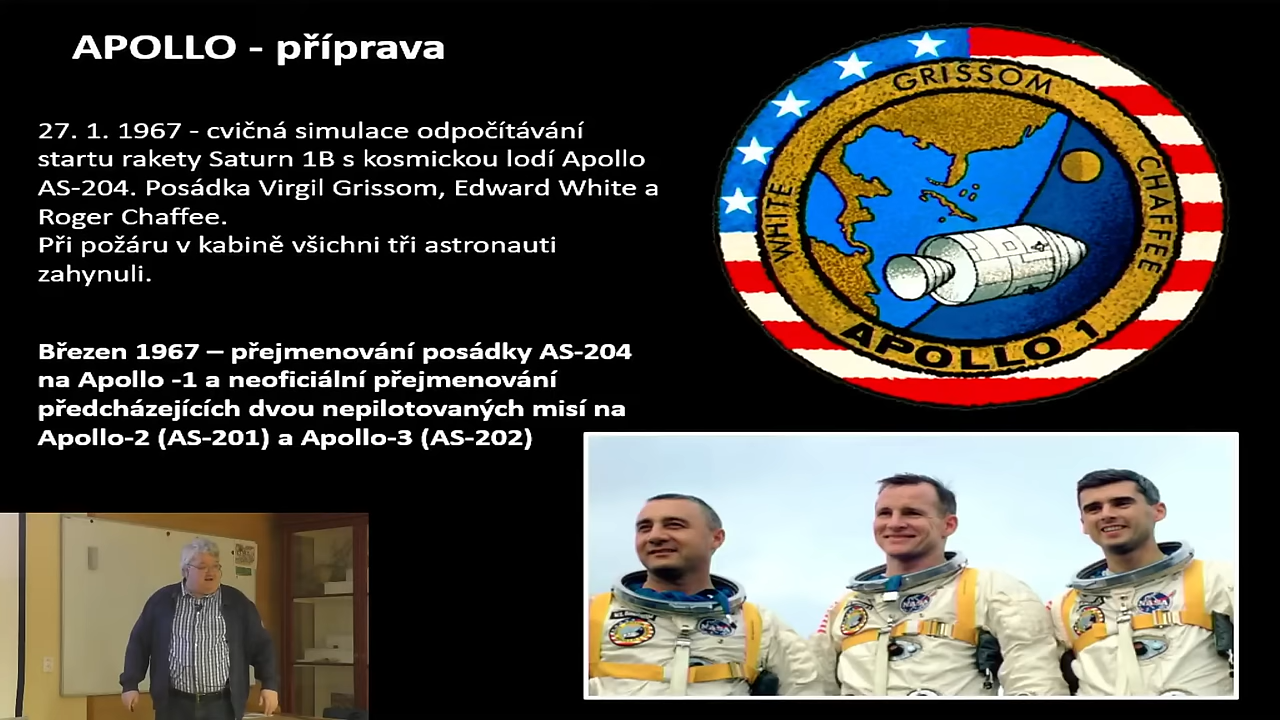 APOLLO - příprava
27. 1. 1967 - cvičná simulace odpočítávání
startu rakety Saturn 1B s kosmickou lodí Apollo
AS-204. Posádka Virgil Grissom, Edward White a
Roger Chaffee.
Při požáru v kabině všichni tři astronauti
zahynuli.
Březen 1967 – přejmenování posádky AS-204
na Apollo -1 a neoficiální přejmenování
předcházejících dvou nepilotovaných misí na
Apollo-2 (AS-201) a Apollo-3 (AS-202)
GRISSOM
WHITE
CHAFFEE
APOLLO 1
NASA
NASA
NASA